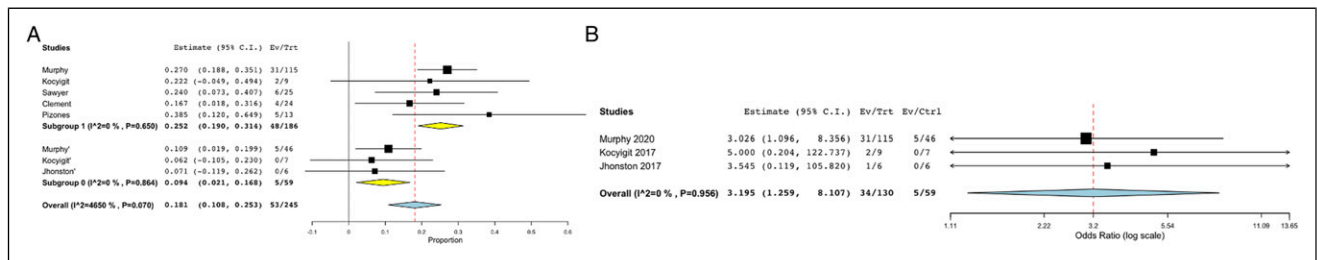 A
Studies Estimate (95% C.I.) Ev/Trt
Murphy 0.270 (0.188, 0.351) 31/115
Kocyigit 0.222 (-0.049, 0.494) 2/9
Sawyer 0.240 (0.073, 0.407) 6/25
Clement 0.167 (0.018, 0.316) 4/24
Pizones 0.385 (0.120, 0.649) 5/13
Subgroup 1 (I^2=0 % , P=0.650) 0.252 (0.190, 0.314) 48/186
Murphy' 0.109 (0.019, 0.199) 5/46
Kocyigit' 0.062 (-0.105, 0.230) 0/7
Jhonston' 0.071 (-0.119, 0.262) 0/6
Subgroup 0 (I^2=0 % , P=0.864) 0.094 (0.021, 0.168) 5/59
Overall (I^2=4650 % , P=0.070) 0.181 (0.108, 0.253) 53/245
-0.1 0 0.1 0.2 0.3 0.4 0.5 0.6
Proportion
B
Studies Estimate (95% C.I.) Ev/Trt Ev/Ctrl
Murphy 2020 3.026 (1.096, 8.356) 31/115 5/46
Kocyigit 2017 5.000 (0.204, 122.737) 2/9 0/7
Jhonston 2017 3.545 (0.119, 105.820) 1/6 0/6
Overall (I^2=0 % , P=0.956) 3.195 (1.259, 8.107) 34/130 5/59
1.11 2.22 3.2 5.54 11.09 13.65
Odds Ratio (log scale)